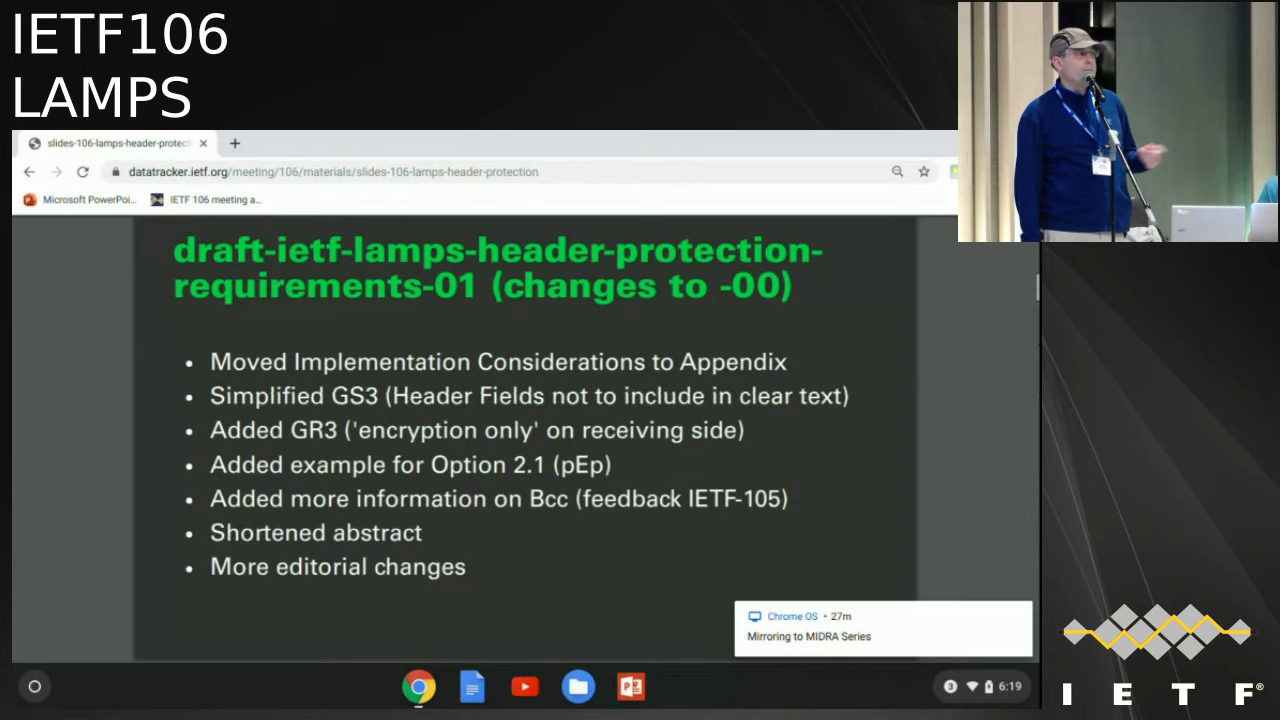 IETF106
LAMPS
slides-106-lamps-header-protect
datatracker.ietf.org/meeting/106/materials/slides-106-lamps-header-protection
Microsoft PowerPoi...
IETF 106 meeting a...
draft-ietf-lamps-header-protection-
requirements-01 (changes to -00)
• Moved Implementation Considerations to Appendix
• Simplified GS3 (Header Fields not to include in clear text)
• Added GR3 ('encryption only' on receiving side)
• Added example for Option 2.1 (pEp)
• Added more information on Bcc (feedback IETF-105)
• Shortened abstract
• More editorial changes
Chrome OS • 27m
Mirroring to MIDRA Series
3 6:19
I E T F®